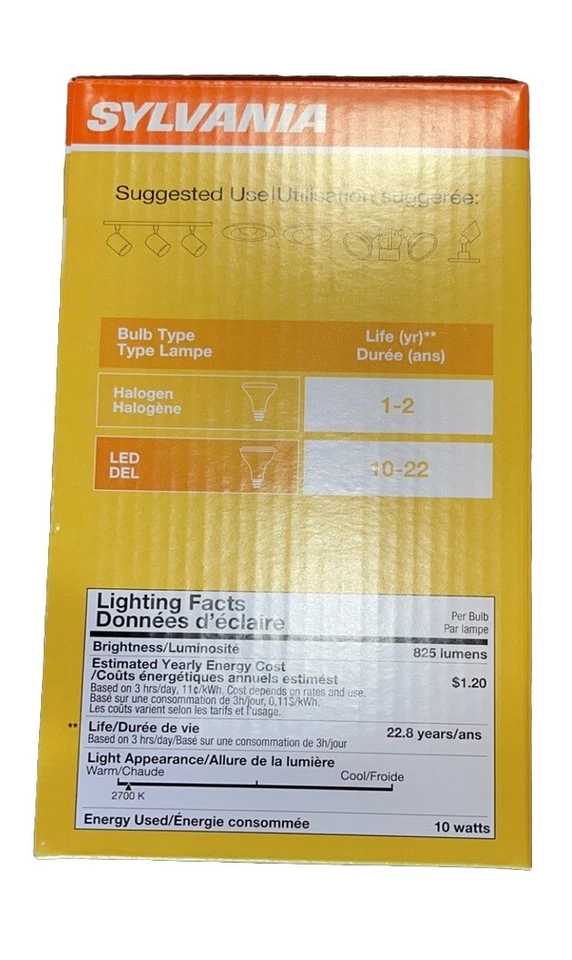 SYLVANIA
Suggested Use|Utilisation suggerée:
Bulb Type
Type Lampe
Life (yr)**
Durée (ans)
Halogen
Halogène
1-2
LED
DEL
10-22
Lighting Facts
Données d'éclaire
Per Bulb
Par lampe
Brightness/Luminosité
825 lumens
Estimated Yearly Energy Cost
/Coûts énergétiques annuels estimést
Based on 3 hrs/day, 11¢/kWh. Cost depends on rates and use.
Basé sur une consommation de 3h/jour, 0,11$/kWh.
Les coûts varient selon les tarifs et l'usage.
$1.20
** Life/Durée de vie
Based on 3 hrs/day/Basé sur une consommation de 3h/jour
22.8 years/ans
Light Appearance/Allure de la lumière
Warm/Chaude
Cool/Froide
2700 K
Energy Used/Énergie consommée
10 watts